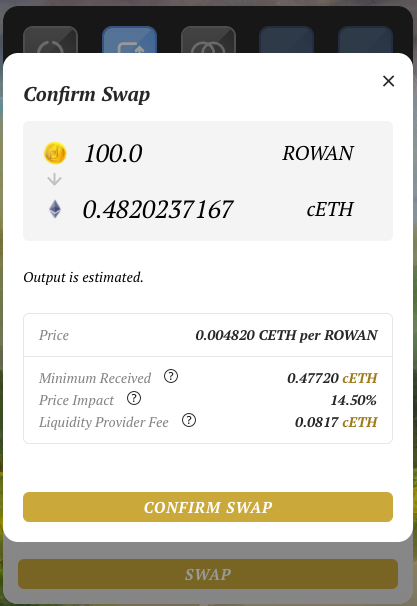 Confirm Swap
100.0 ROWAN
0.4820237167 cETH
Output is estimated.
Price 0.004820 CETH per ROWAN
Minimum Received ? 0.47720 cETH
Price Impact ? 14.50%
Liquidity Provider Fee ? 0.0817 cETH
CONFIRM SWAP
SWAP